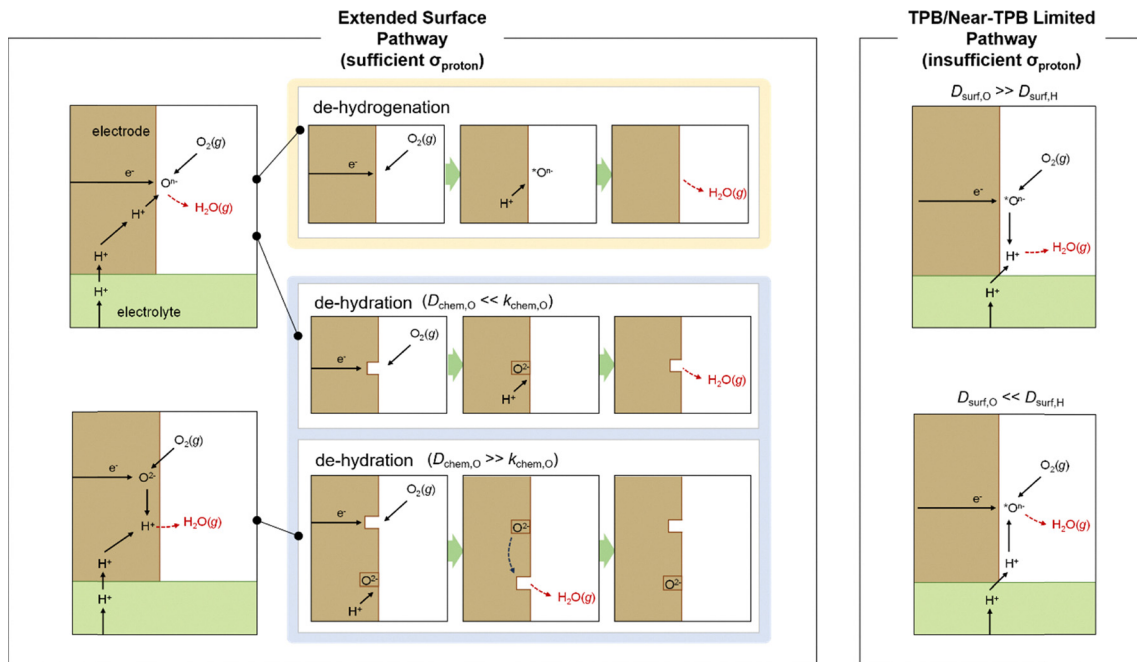 Extended Surface
Pathway
(sufficient σproton)
electrode
O2(g)
e-
On-
H2O(g)
H+
H+
H+
electrolyte
de-hydrogenation
O2(g)
e-
*On-
H+
H2O(g)
de-hydration (Dchem,O << kchem,O)
O2(g)
e-
O2-
H+
H2O(g)
O2(g)
e-
O2-
H+
H2O(g)
H+
H+
de-hydration (Dchem,O >> kchem,O)
O2(g)
e-
O2-
H+
O2-
H2O(g)
O2-
TPB/Near-TPB Limited
Pathway
(insufficient σproton)
Dsurf,O >> Dsurf,H
O2(g)
e-
*On-
H+
H2O(g)
H+
Dsurf,O << Dsurf,H
O2(g)
e-
*On-
H2O(g)
H+
H+